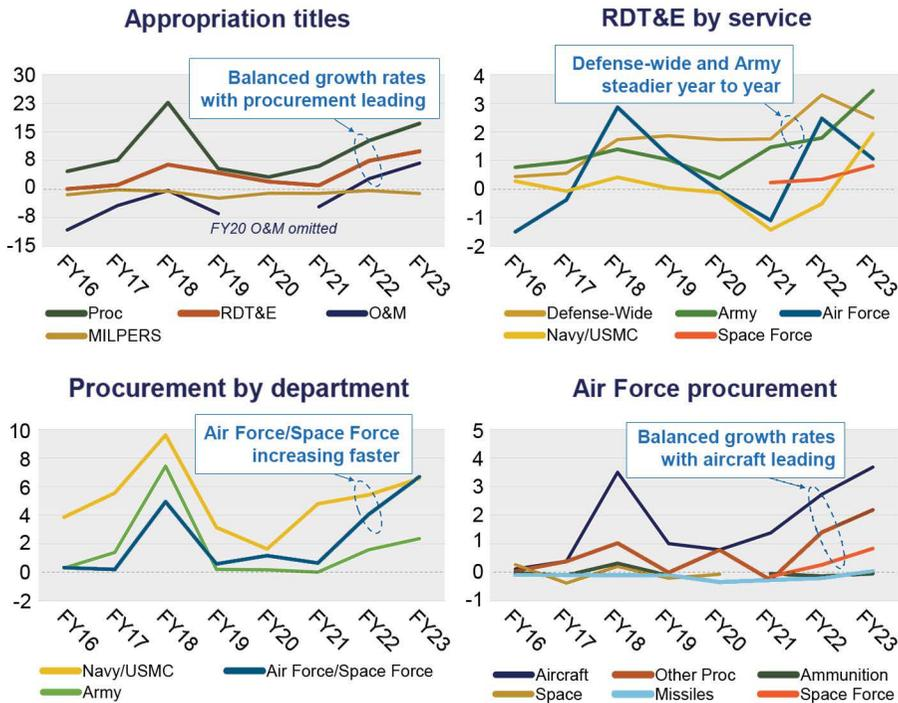 Appropriation titles
30
23
15
8
0
-8
-15
Balanced growth rates
with procurement leading
FY20 O&M omitted
FY16
FY17
FY18
FY19
FY20
FY21
FY22
FY23
Proc
RDT&E
O&M
MILPERS
RDT&E by service
4
3
2
1
0
-1
-2
Defense-wide and Army
steadier year to year
FY16
FY17
FY18
FY19
FY20
FY21
FY22
FY23
Defense-Wide
Army
Air Force
Navy/USMC
Space Force
Procurement by department
10
8
6
4
2
0
-2
Air Force/Space Force
increasing faster
FY16
FY17
FY18
FY19
FY20
FY21
FY22
FY23
Navy/USMC
Air Force/Space Force
Army
Air Force procurement
5
4
3
2
1
0
-1
Balanced growth rates
with aircraft leading
FY16
FY17
FY18
FY19
FY20
FY21
FY22
FY23
Aircraft
Other Proc
Ammunition
Space
Missiles
Space Force